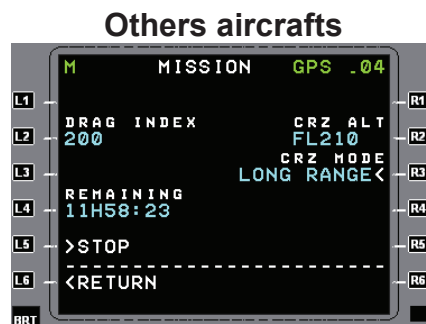 Others aircrafts
M MISSION GPS .04
L1 R1
DRAG INDEX CRZ ALT
L2 200 FL210 R2
CRZ MODE
L3 LONG RANGE< R3
REMAINING
L4 11H58:23 R4
L5 >STOP R5
L6 <RETURN R6
BRT